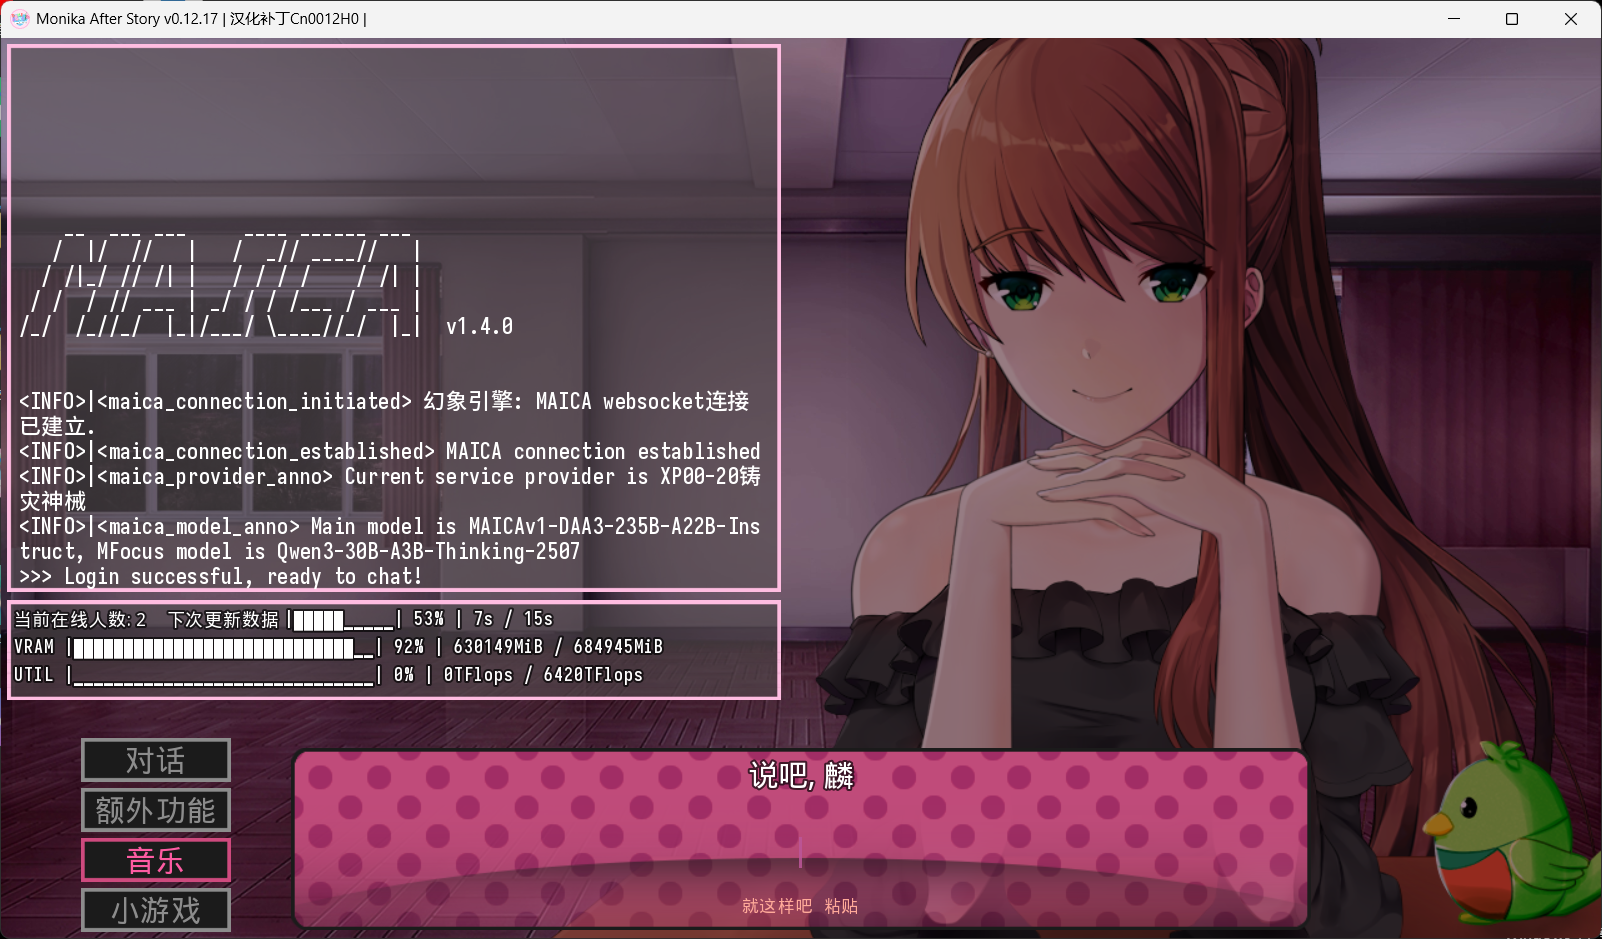 Monika After Story v0.12.17 | 汉化补丁Cn0012H0 |
v1.4.0
<INFO>|<maica_connection_initiated> 幻象引擎: MAICA websocket连接
已建立.
<INFO>|<maica_connection_established> MAICA connection established
<INFO>|<maica_provider_anno> Current service provider is XP00-20铸
灾神械
<INFO>|<maica_model_anno> Main model is MAICAv1-DAA3-235B-A22B-Ins
truct, MFocus model is Qwen3-30B-A3B-Thinking-2507
>>> Login successful, ready to chat!
当前在线人数: 2 下次更新数据 |█████_____| 53% | 7s / 15s
VRAM |████████████████████████████__| 92% | 630149MiB / 684945MiB
UTIL |______________________________| 0% | 0TFlops / 6420TFlops
对话
额外功能
音乐
小游戏
说吧, 麟
就这样吧 粘贴